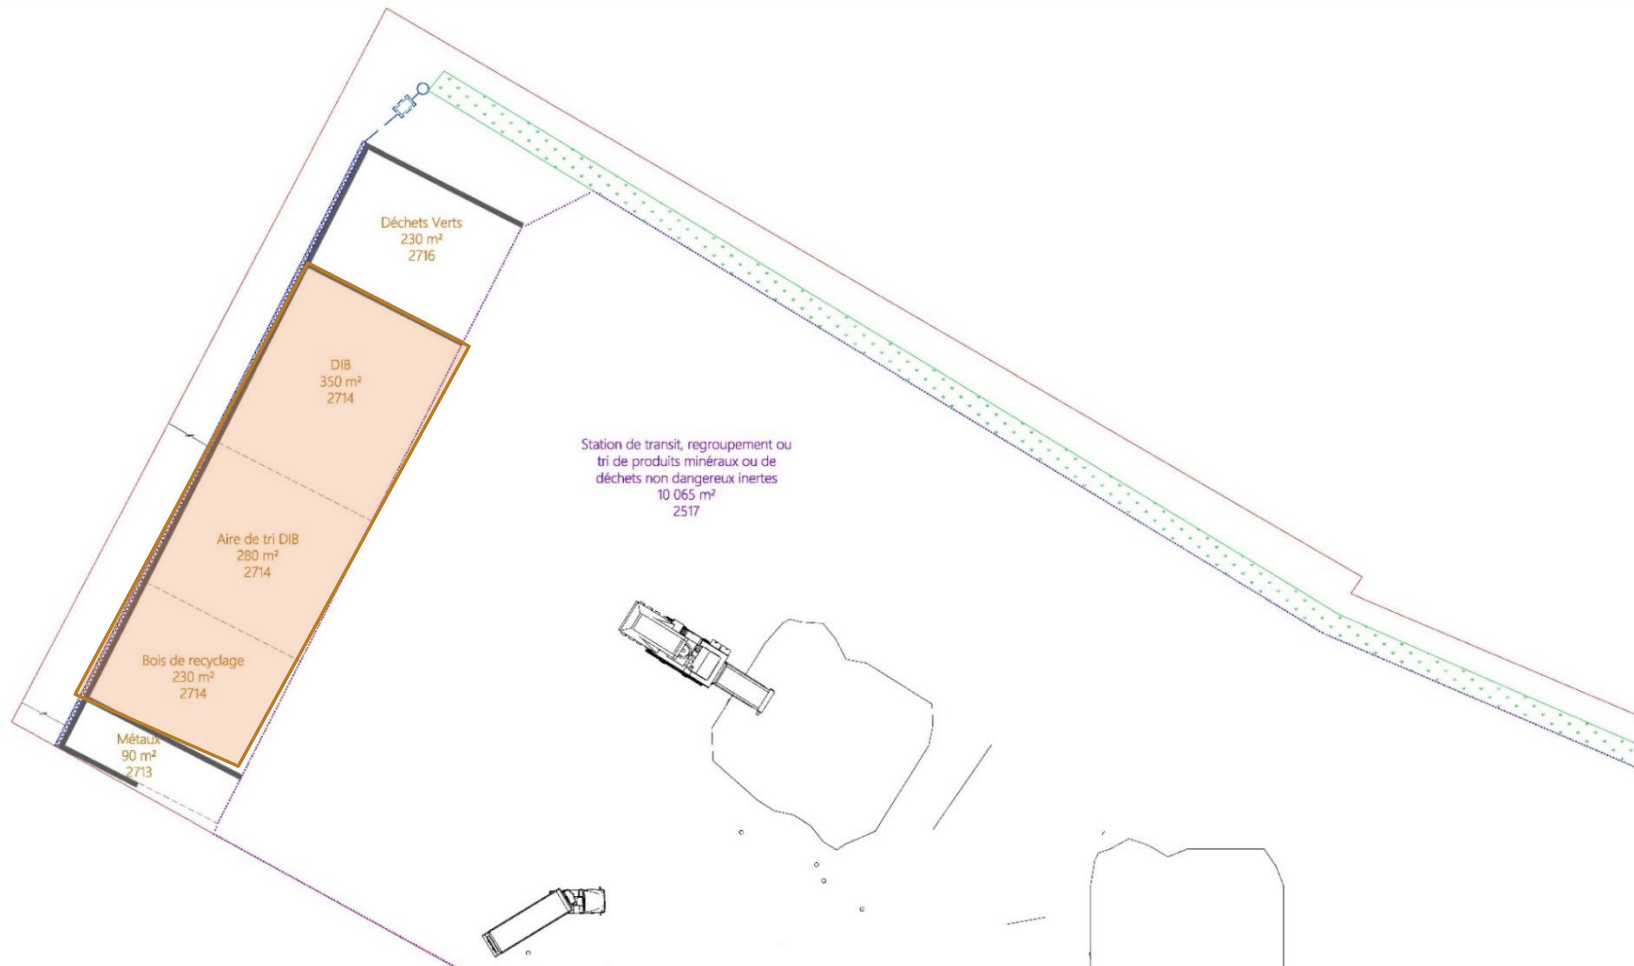 Déchets Verts
230 m²
2716
DIB
350 m²
2714
Station de transit, regroupement ou
tri de produits minéraux ou de
déchets non dangereux inertes
10 065 m²
2517
Aire de tri DIB
280 m²
2714
Bois de recyclage
230 m²
2714
Métaux
90 m²
2713